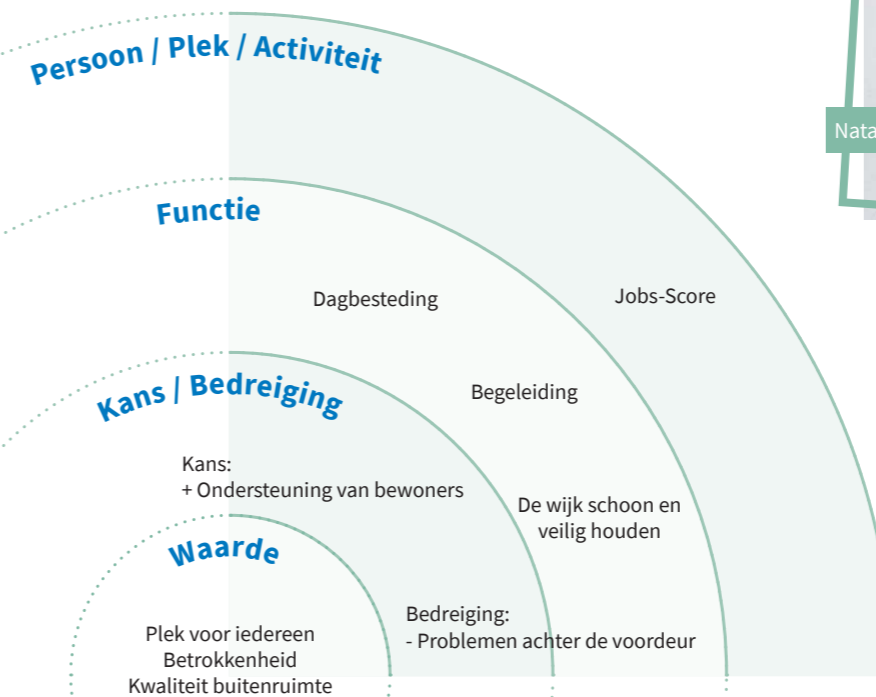 Persoon / Plek / Activiteit
Nata
Functie
Dagbesteding
Jobs-Score
Begeleiding
Kans / Bedreiging
Kans:
+ Ondersteuning van bewoners
De wijk schoon en
veilig houden
Waarde
Bedreiging:
- Problemen achter de voordeur
Plek voor iedereen
Betrokkenheid
Kwaliteit buitenruimte